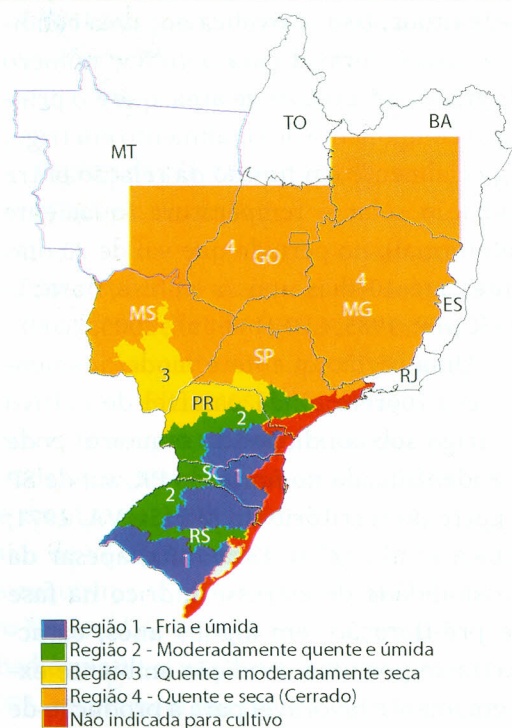 TO
BA
MT
4
GO
4
MG
MS
ES
SP
3
RJ
PR
2
SC
1
2
RS
1
Região 1 - Fria e úmida
Região 2 - Moderadamente quente e úmida
Região 3 - Quente e moderadamente seca
Região 4 - Quente e seca (Cerrado)
Não indicada para cultivo